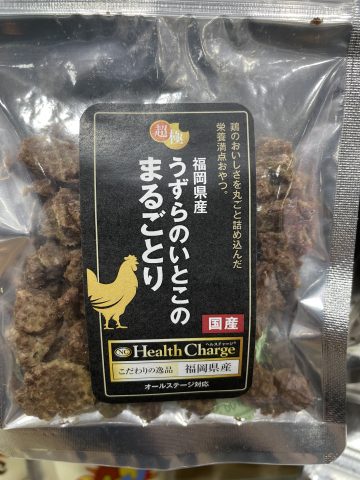 超極
鶏のおいしさを丸ごと詰め込んだ
栄養満点おやつ。
福岡県産
うずらのいとこの
まるごとり
国産
ヘルスチャージ®
NC Health Charge
こだわりの逸品 福岡県産
オールステージ対応